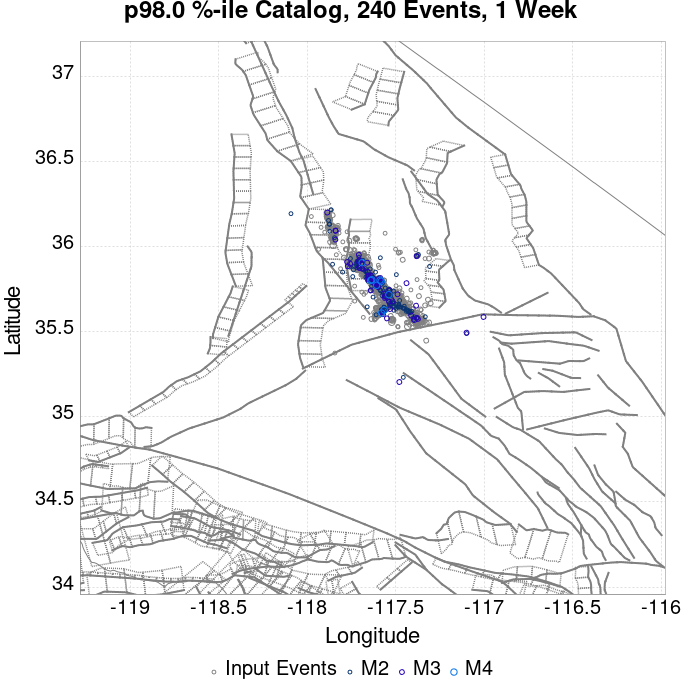 p98.0 %-ile Catalog, 240 Events, 1 Week
37
36.5
36
35.5
35
34.5
34
Latitude
-119 -118.5 -118 -117.5 -117 -116.5 -116
Longitude
Input Events M2 M3 M4